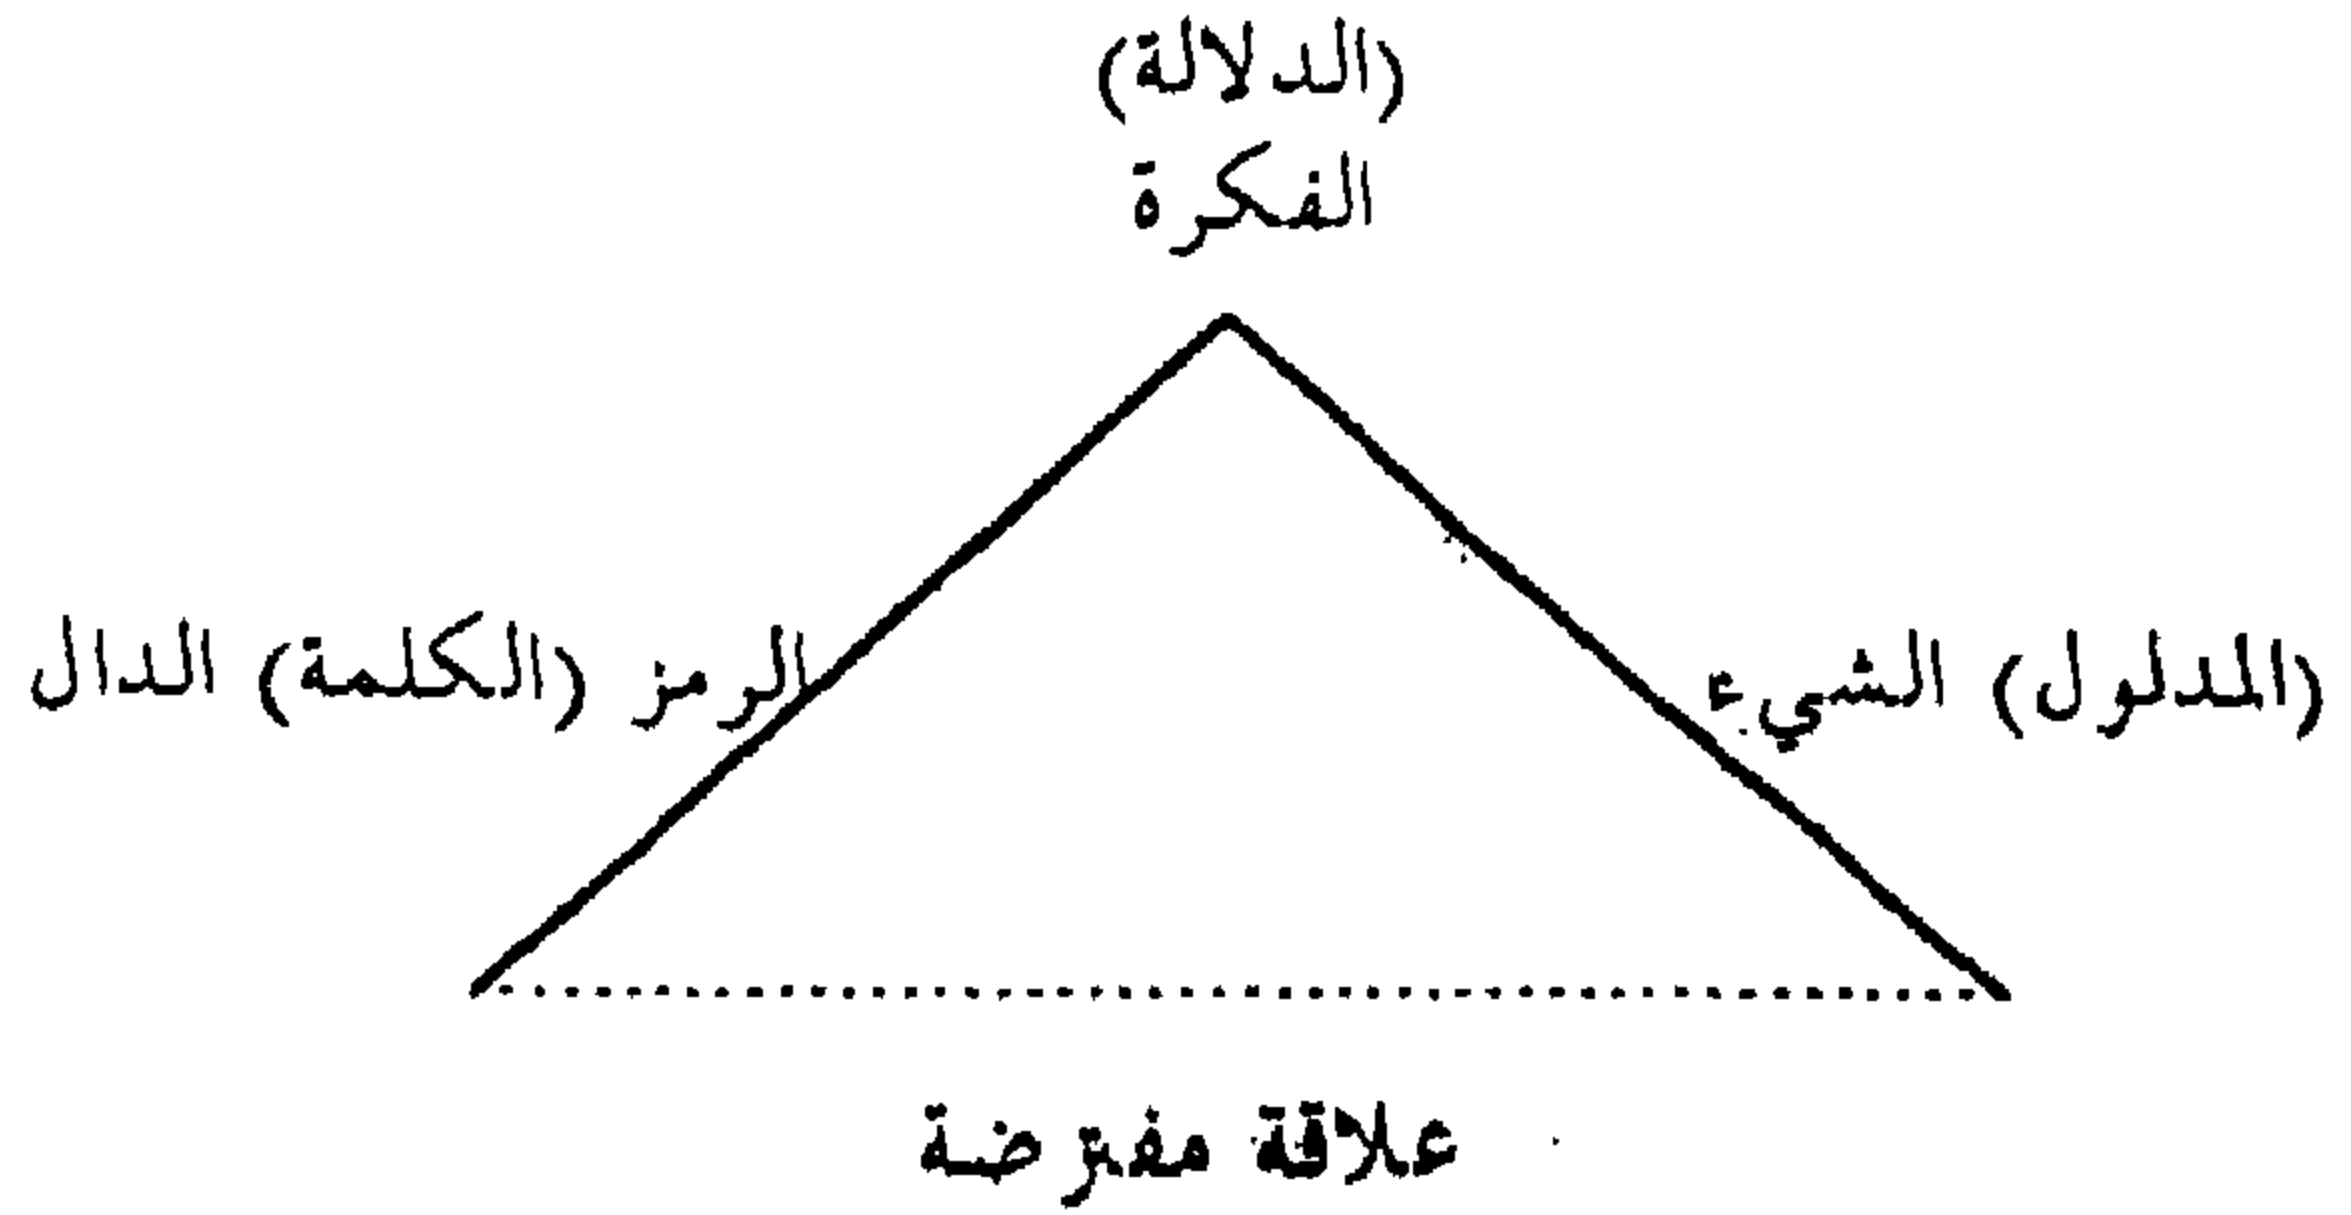 (الدلالة)
الفكرة
(المدلول) الشيء
الرمز (الكلمة) الدال
علاقة مفترضة